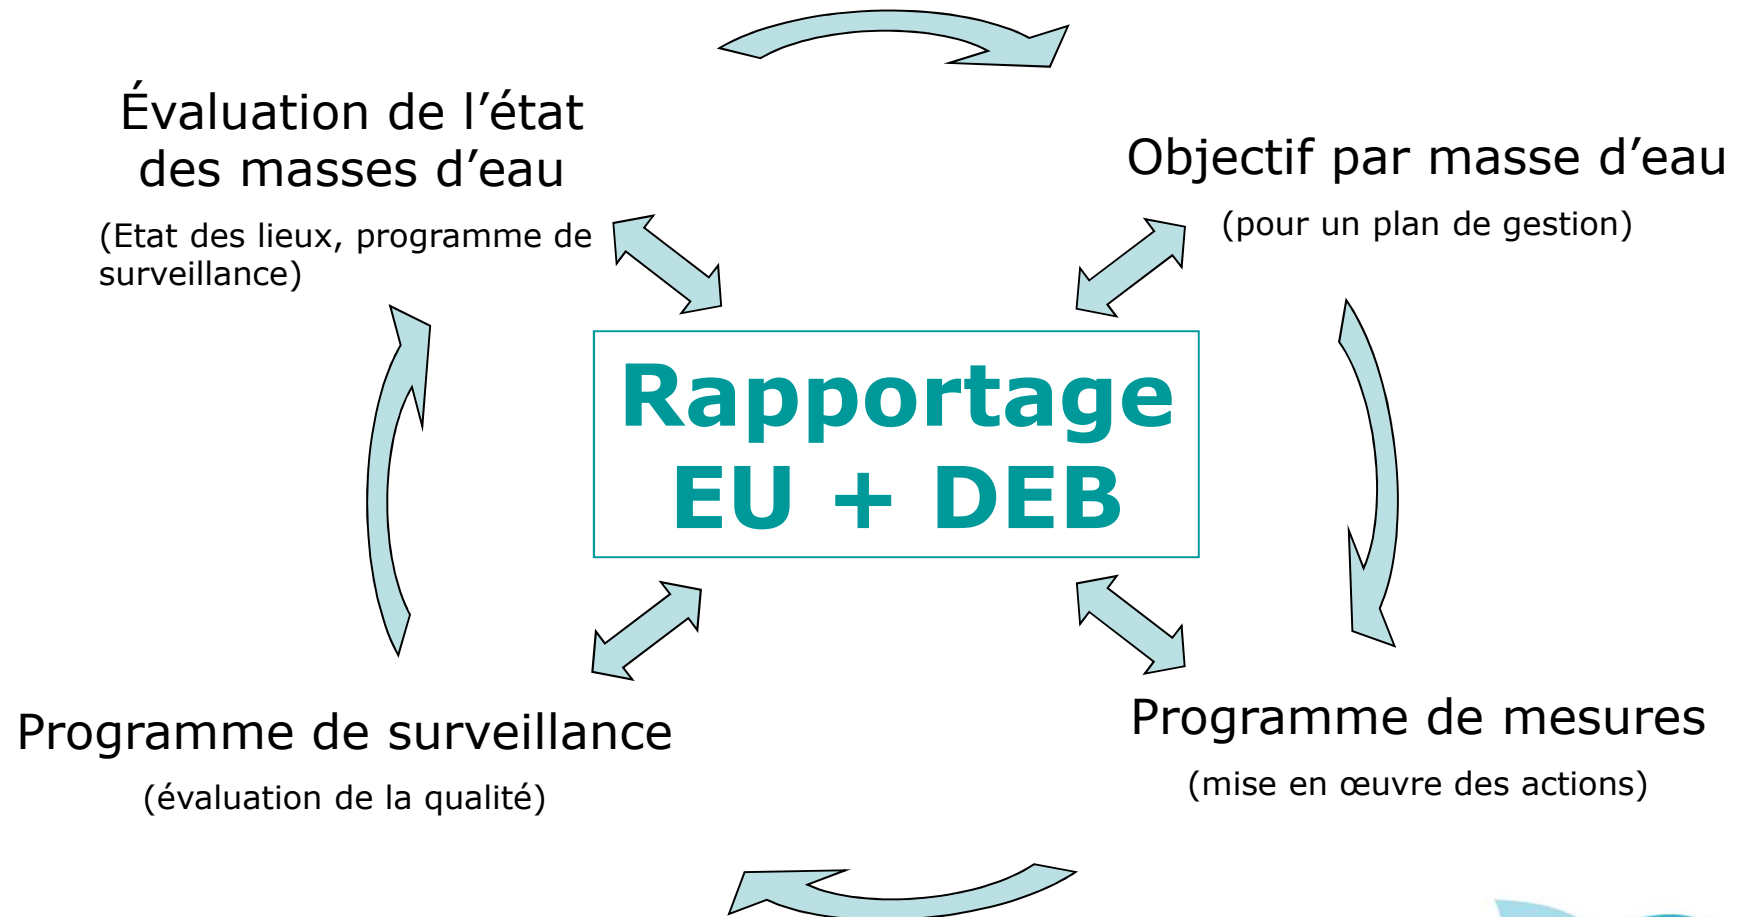 Évaluation de l’état
des masses d’eau
(Etat des lieux, programme de
surveillance)
Objectif par masse d’eau
(pour un plan de gestion)
Rapportage
EU + DEB
Programme de surveillance
(évaluation de la qualité)
Programme de mesures
(mise en œuvre des actions)